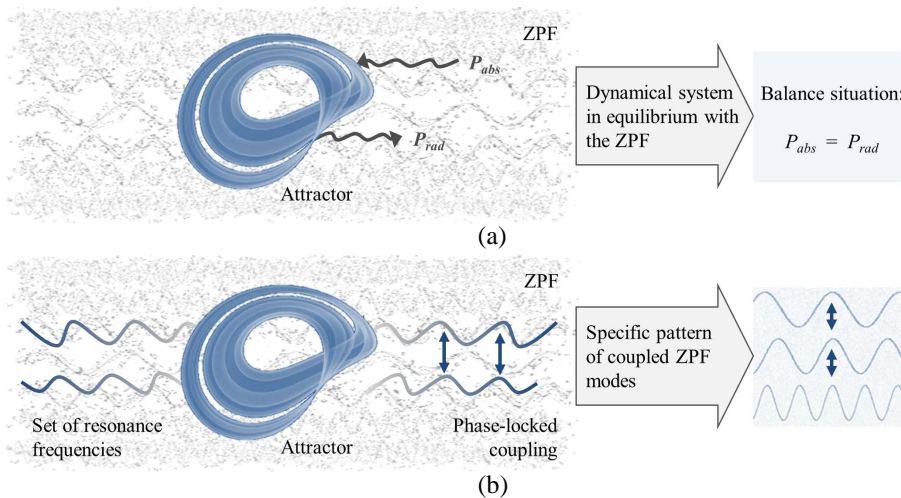 ZPF
P_abs
P_rad
Attractor
Dynamical system
in equilibrium with
the ZPF
Balance situation:
P_abs = P_rad
(a)
ZPF
Set of resonance
frequencies
Attractor
Phase-locked
coupling
Specific pattern
of coupled ZPF
modes
(b)